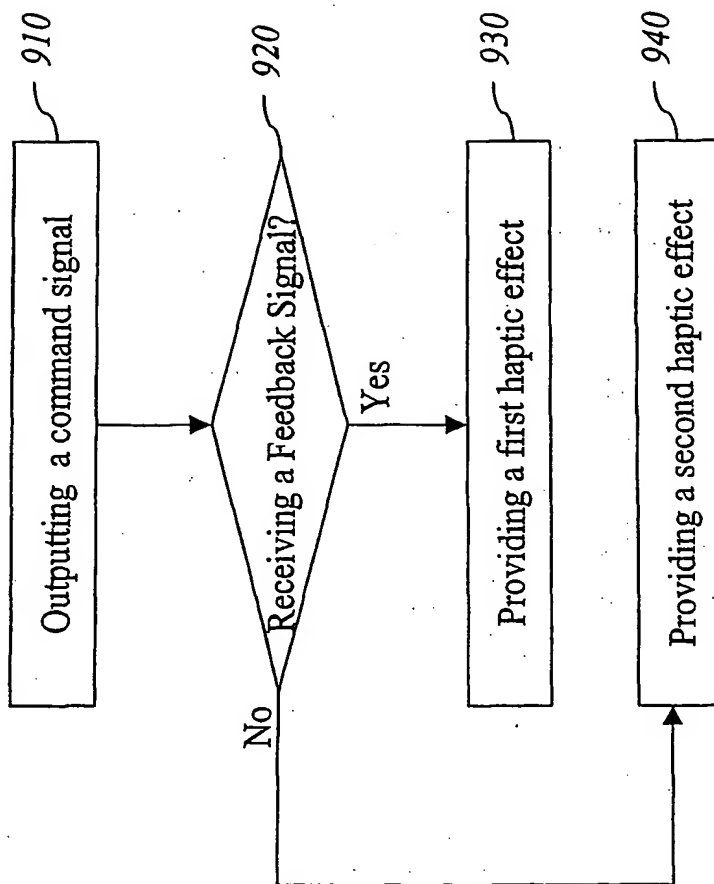 910
Outputting a command signal
920
Receiving a Feedback Signal?
No
Yes
930
Providing a first haptic effect
940
Providing a second haptic effect